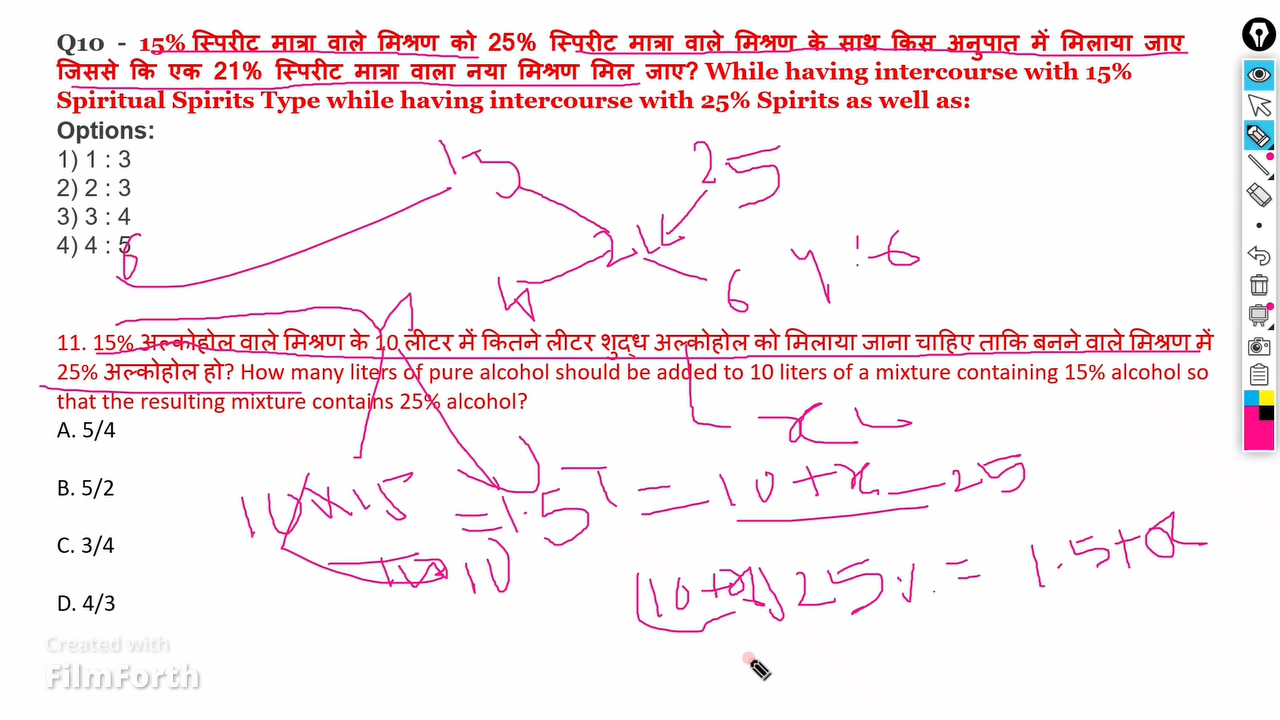 Q10 - 15% स्पिरीट मात्रा वाले मिश्रण को 25% स्पिरीट मात्रा वाले मिश्रण के साथ किस अनुपात में मिलाया जाए
जिससे कि एक 21% स्पिरीट मात्रा वाला नया मिश्रण मिल जाए? While having intercourse with 15%
Spiritual Spirits Type while having intercourse with 25% Spirits as well as:
Options:
1) 1 : 3
2) 2 : 3
3) 3 : 4
4) 4 : 5
15
25
21
6
4
6
11. 15% अल्कोहोल वाले मिश्रण के 10 लीटर में कितने लीटर शुद्ध अल्कोहोल को मिलाया जाना चाहिए ताकि बनने वाले मिश्रण में
25% अल्कोहोल हो? How many liters of pure alcohol should be added to 10 liters of a mixture containing 15% alcohol so
that the resulting mixture contains 25% alcohol?
A. 5/4
B. 5/2
C. 3/4
D. 4/3
= 1.5
= 10 + x - 25
(10+x) 25% = 1.5 + x
Created with
FilmForth